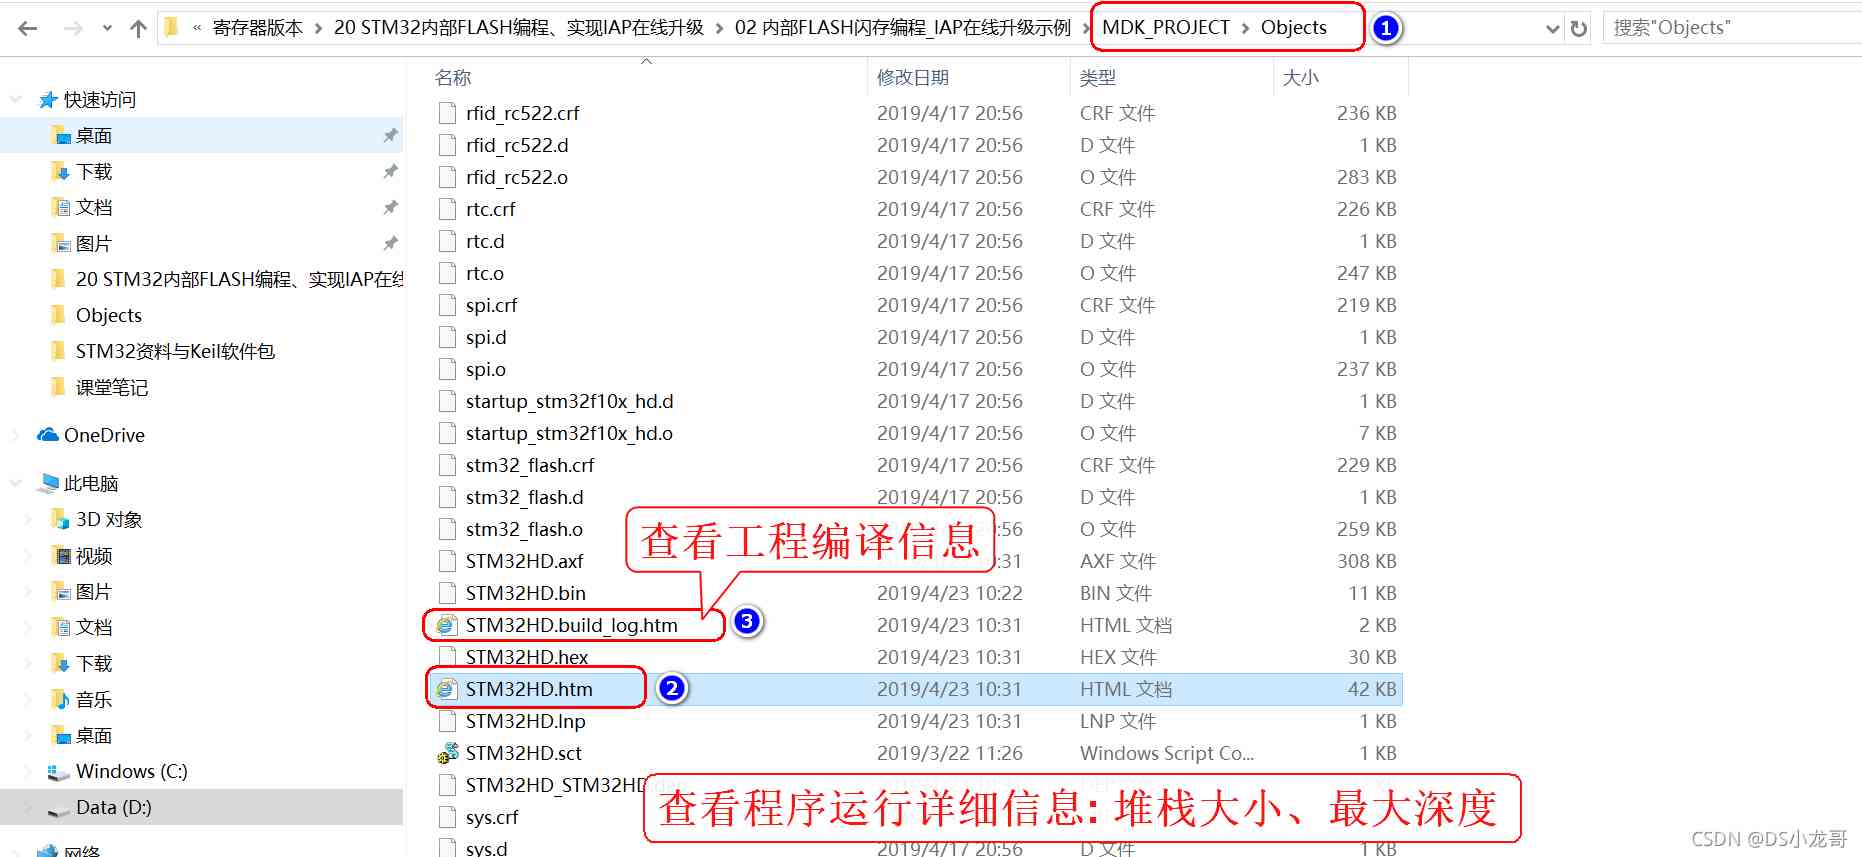 « 寄存器版本 › 20 STM32内部FLASH编程、实现IAP在线升级 › 02 内部FLASH闪存编程_IAP在线升级示例 › MDK_PROJECT › Objects 1 搜索"Objects"
名称 修改日期 类型 大小
快速访问
桌面
下载
文档
图片
20 STM32内部FLASH编程、实现IAP在线
Objects
STM32资料与Keil软件包
课堂笔记
OneDrive
此电脑
3D 对象
视频
图片
文档
下载
音乐
桌面
Windows (C:)
Data (D:)
网络
rfid_rc522.crf 2019/4/17 20:56 CRF 文件 236 KB
rfid_rc522.d 2019/4/17 20:56 D 文件 1 KB
rfid_rc522.o 2019/4/17 20:56 O 文件 283 KB
rtc.crf 2019/4/17 20:56 CRF 文件 226 KB
rtc.d 2019/4/17 20:56 D 文件 1 KB
rtc.o 2019/4/17 20:56 O 文件 247 KB
spi.crf 2019/4/17 20:56 CRF 文件 219 KB
spi.d 2019/4/17 20:56 D 文件 1 KB
spi.o 2019/4/17 20:56 O 文件 237 KB
startup_stm32f10x_hd.d 2019/4/17 20:56 D 文件 1 KB
startup_stm32f10x_hd.o 2019/4/17 20:56 O 文件 7 KB
stm32_flash.crf 2019/4/17 20:56 CRF 文件 229 KB
stm32_flash.d 2019/4/17 20:56 D 文件 1 KB
stm32_flash.o :56 O 文件 259 KB
查看工程编译信息
STM32HD.axf :31 AXF 文件 308 KB
STM32HD.bin 2019/4/23 10:22 BIN 文件 11 KB
STM32HD.build_log.htm 3 2019/4/23 10:31 HTML 文档 2 KB
STM32HD.hex 2019/4/23 10:31 HEX 文件 30 KB
STM32HD.htm 2 2019/4/23 10:31 HTML 文档 42 KB
STM32HD.lnp 2019/4/23 10:31 LNP 文件 1 KB
STM32HD.sct 2019/3/22 11:26 Windows Script Co... 1 KB
STM32HD_STM32HD
查看程序运行详细信息: 堆栈大小、最大深度
sys.crf
sys.d 2019/4/17 20:56 D 文件 1 KB
CSDN @DS小龙哥